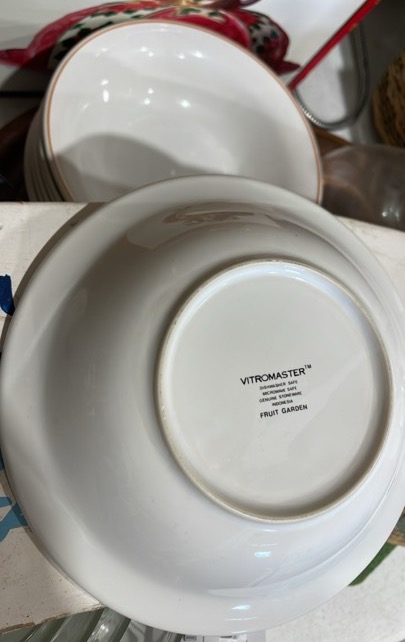 VITROMASTER™
DISHWASHER SAFE
MICROWAVE SAFE
GENUINE STONEWARE
INDONESIA
FRUIT GARDEN